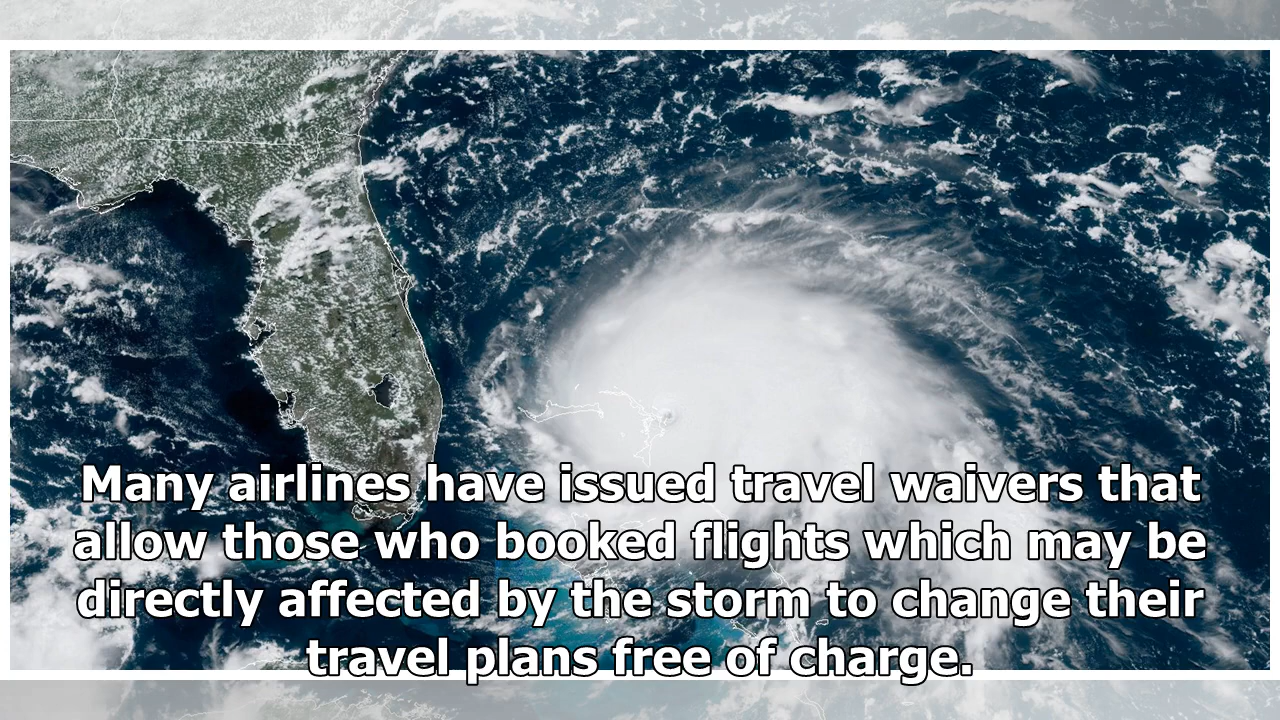 Many airlines have issued travel waivers that
allow those who booked flights which may be
directly affected by the storm to change their
travel plans free of charge.